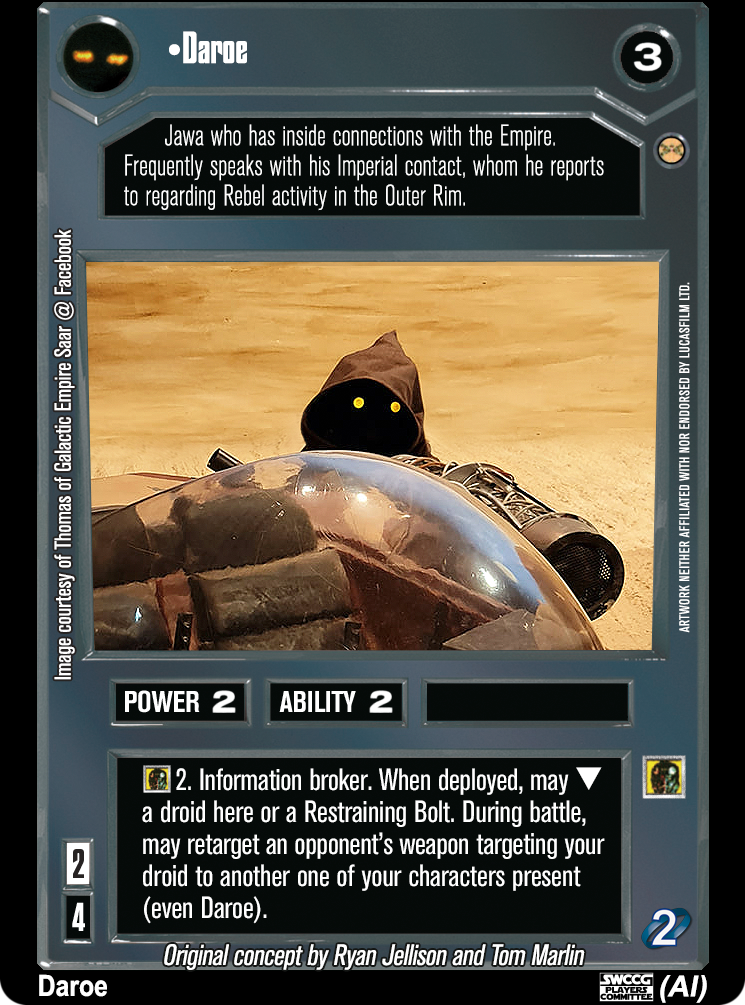 •Daroe
3
Jawa who has inside connections with the Empire.
Frequently speaks with his Imperial contact, whom he reports
to regarding Rebel activity in the Outer Rim.
Image courtesy of Thomas of Galactic Empire Saar @ Facebook
ARTWORK NEITHER AFFILIATED WITH NOR ENDORSED BY LUCASFILM LTD.
POWER 2
ABILITY 2
2. Information broker. When deployed, may ▼
a droid here or a Restraining Bolt. During battle,
may retarget an opponent's weapon targeting your
droid to another one of your characters present
(even Daroe).
2
4
2
Original concept by Ryan Jellison and Tom Marlin
Daroe
SWCCG
PLAYERS
COMMITTEE
(AI)